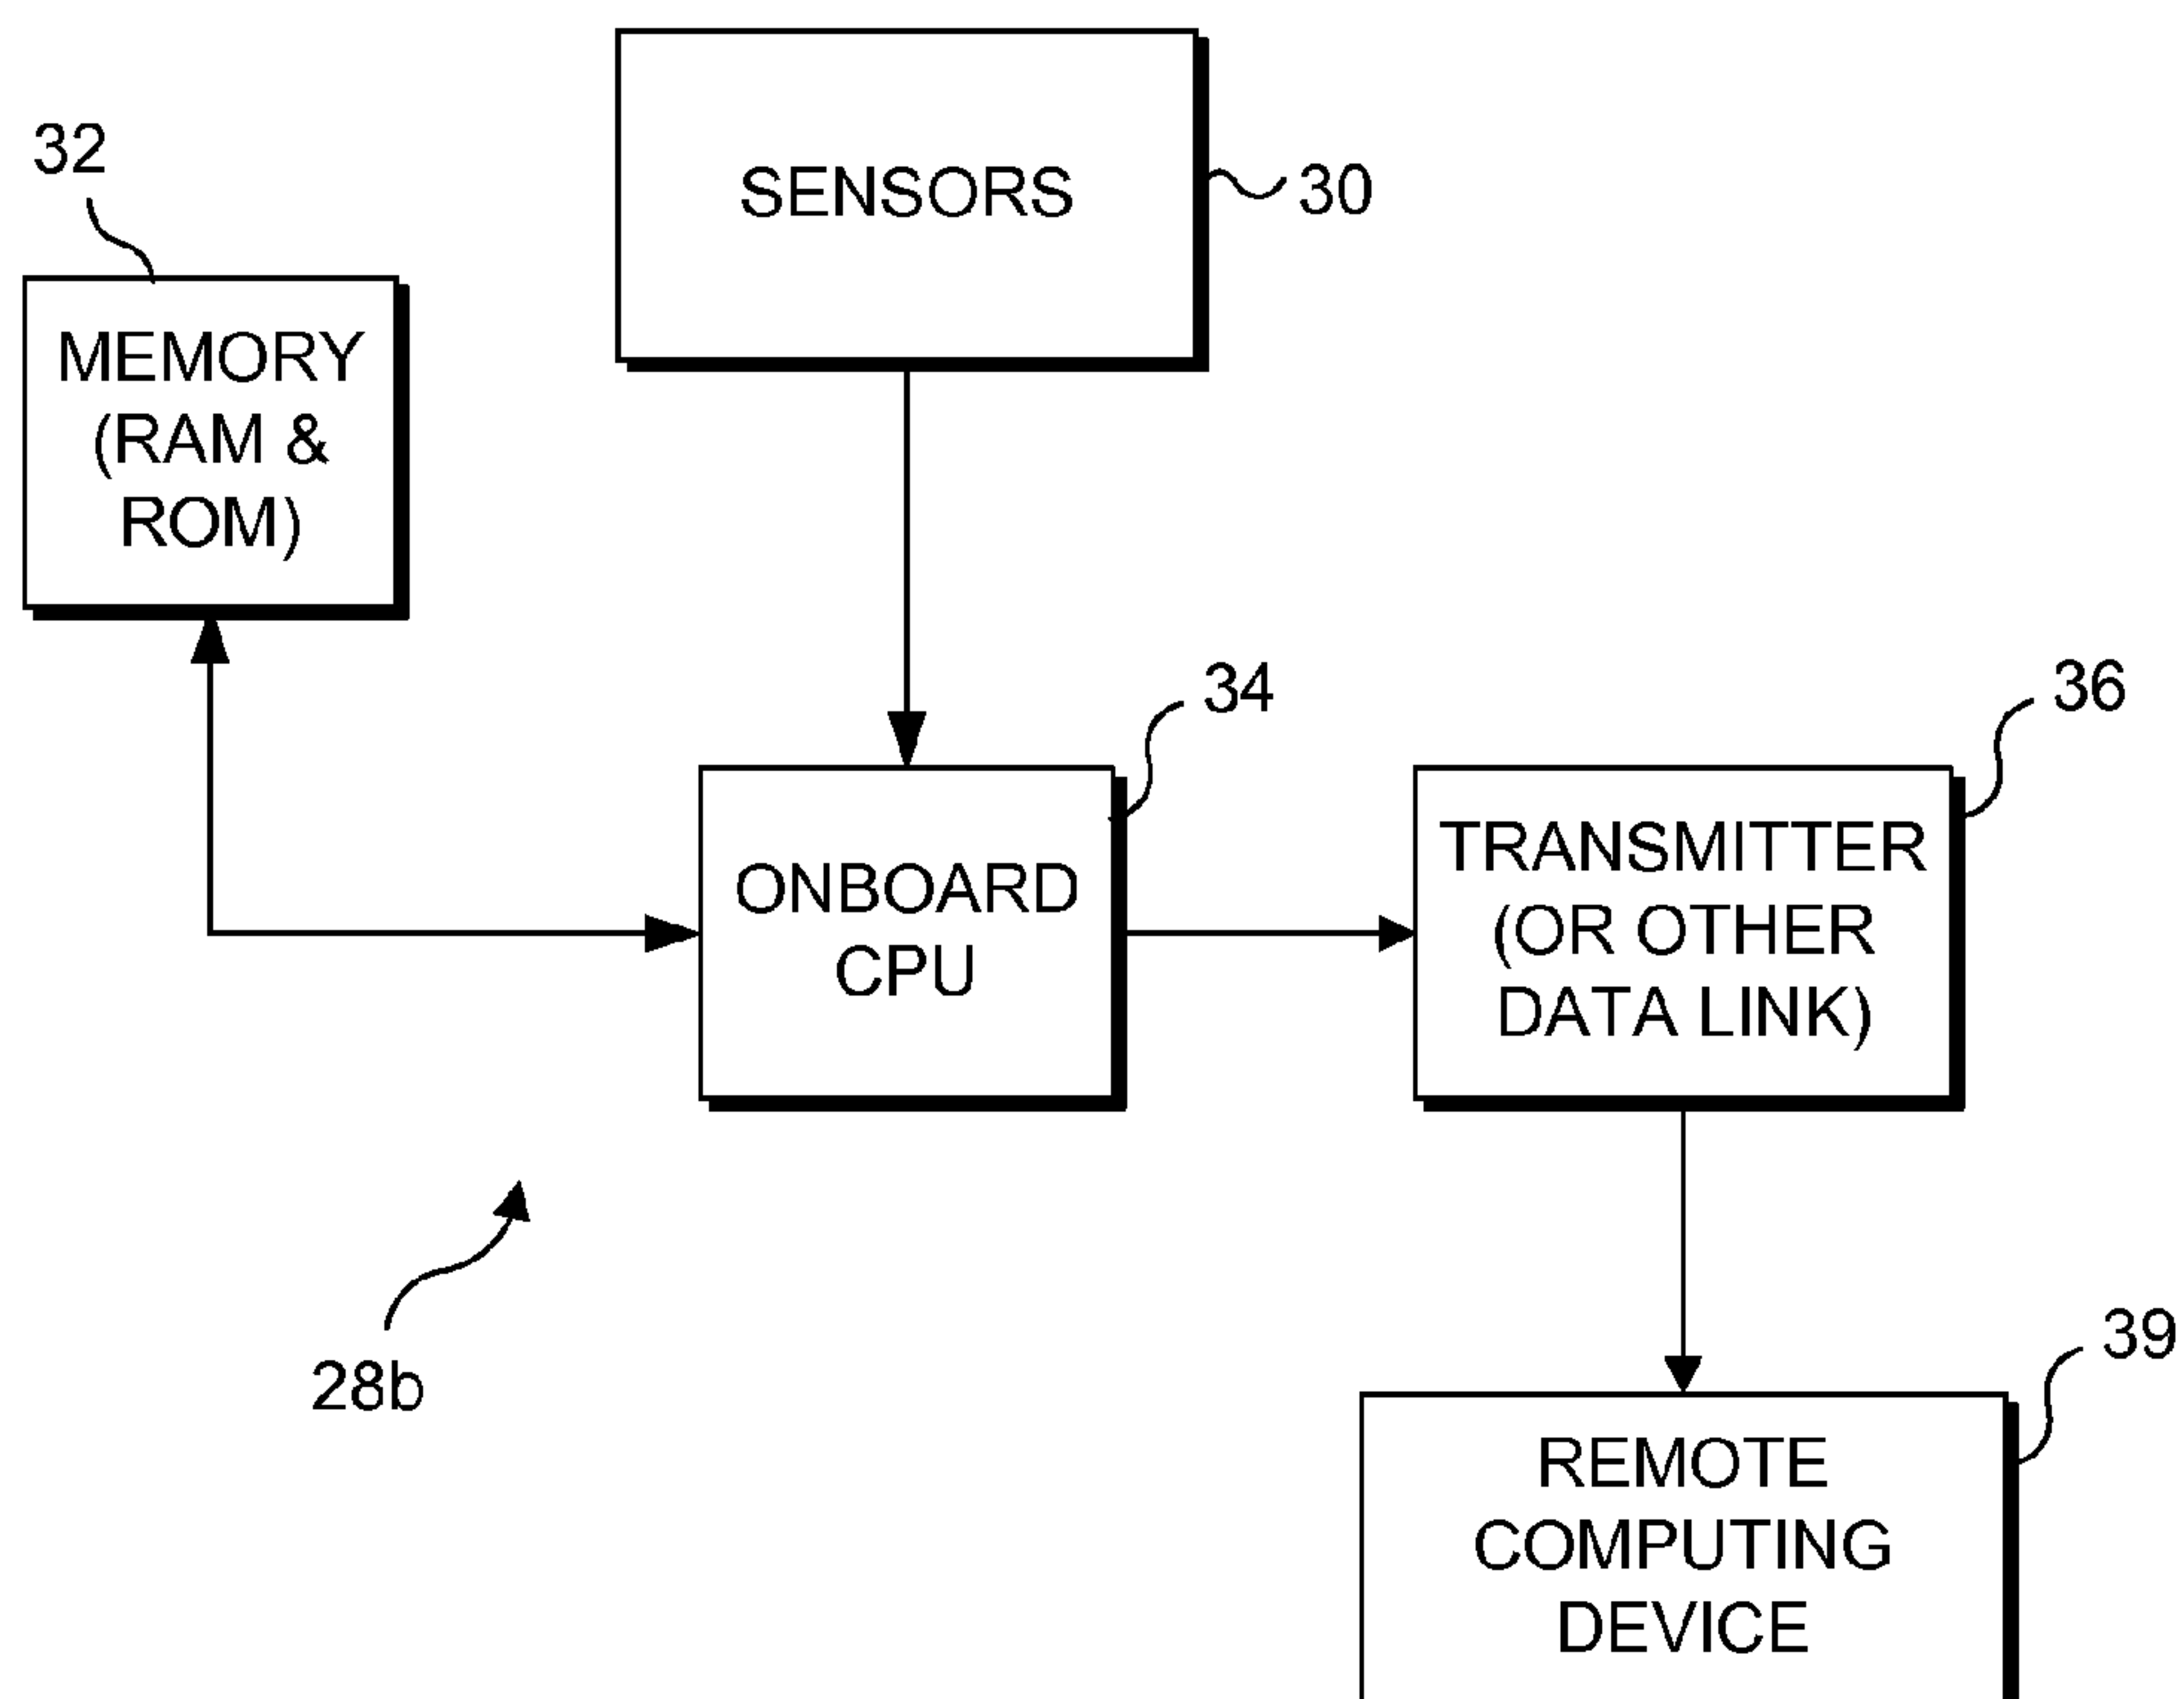 SENSORS
30
32
MEMORY
(RAM &
ROM)
34
ONBOARD
CPU
36
TRANSMITTER
(OR OTHER
DATA LINK)
28b
39
REMOTE
COMPUTING
DEVICE